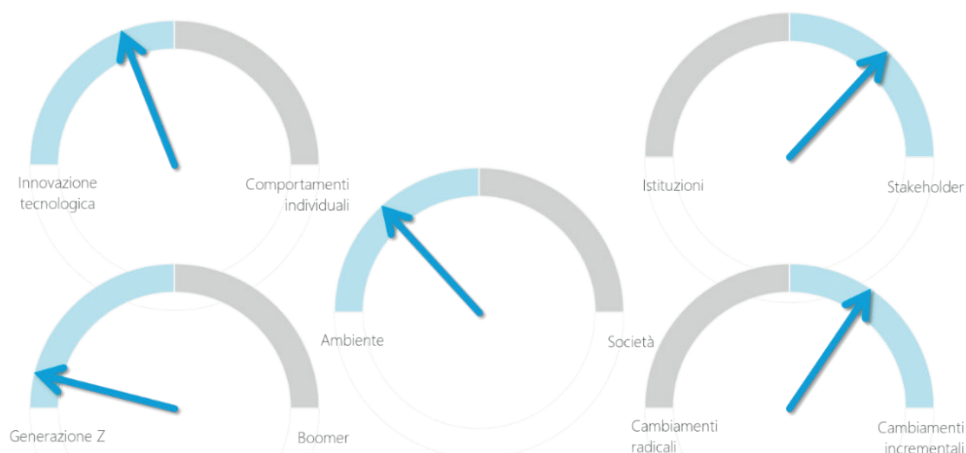 Innovazione
tecnologica
Comportamenti
individuali
Istituzioni
Stakeholder
Ambiente
Società
Generazione Z
Boomer
Cambiamenti
radicali
Cambiamenti
incrementali